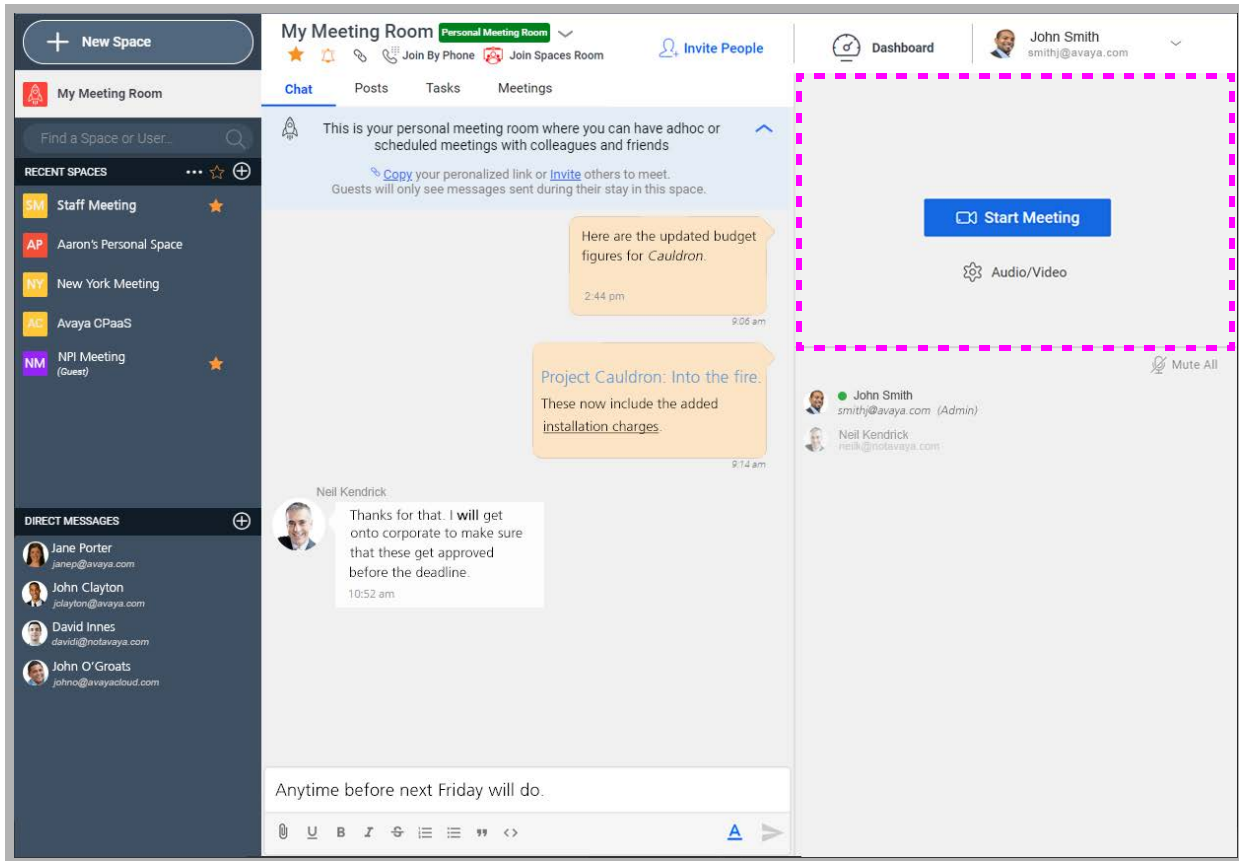 New Space
My Meeting Room
Find a Space or User..
RECENT SPACES
SM Staff Meeting
AP Aaron's Personal Space
NY New York Meeting
AC Avaya CPaaS
NM NPI Meeting
(Guest)
DIRECT MESSAGES
Jane Porter
janep@avaya.com
John Clayton
jclayton@avaya.com
David Innes
davidi@notavaya.com
John O'Groats
johno@avayacloud.com
My Meeting Room Personal Meeting Room
Join By Phone Join Spaces Room
Invite People
Chat Posts Tasks Meetings
This is your personal meeting room where you can have adhoc or
scheduled meetings with colleagues and friends
Copy your peronalized link or Invite others to meet.
Guests will only see messages sent during their stay in this space.
Here are the updated budget
figures for Cauldron.
2:44 pm
9:06 am
Project Cauldron: Into the fire.
These now include the added
installation charges.
9:14 am
Neil Kendrick
Thanks for that. I will get
onto corporate to make sure
that these get approved
before the deadline.
10:52 am
Anytime before next Friday will do.
U B I S A
Dashboard
John Smith
smithj@avaya.com
Start Meeting
Audio/Video
Mute All
John Smith
smithj@avaya.com (Admin)
Neil Kendrick
neilk@notavaya.com